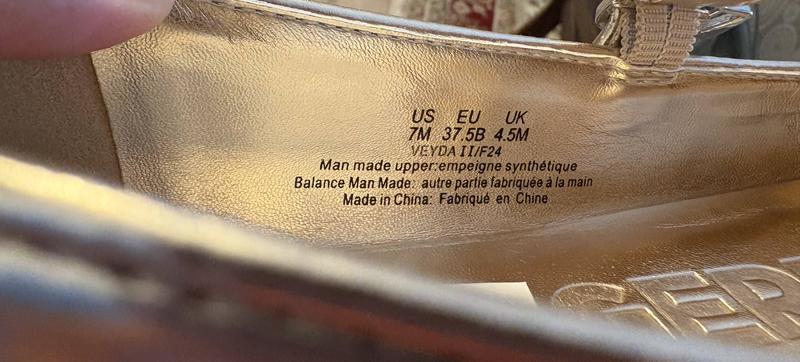 US EU UK
7M 37.5B 4.5M
VEYDA II/F24
Man made upper:empeigne synthétique
Balance Man Made: autre partie fabriquée à la main
Made in China: Fabriqué en Chine